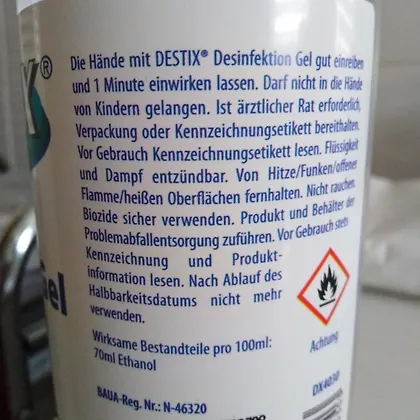 Die Hände mit DESTIX® Desinfektion Gel gut einreiben
und 1 Minute einwirken lassen. Darf nicht in die Hände
von Kindern gelangen. Ist ärztlicher Rat erforderlich,
Verpackung oder Kennzeichnungsetikett bereithalten.
Vor Gebrauch Kennzeichnungsetikett lesen. Flüssigkeit
und Dampf entzündbar. Von Hitze/Funken/offener
Flamme/heißen Oberflächen fernhalten. Nicht rauchen.
Biozide sicher verwenden. Produkt und Behälter der
Problemabfallentsorgung zuführen. Vor Gebrauch stets
Kennzeichnung und Produkt-
information lesen. Nach Ablauf des
Halbbarkeitsdatums nicht mehr
verwenden.
Wirksame Bestandteile pro 100ml:
70ml Ethanol
BAUA-Reg. Nr.: N-46320
Achtung
DX4030
®
Gel